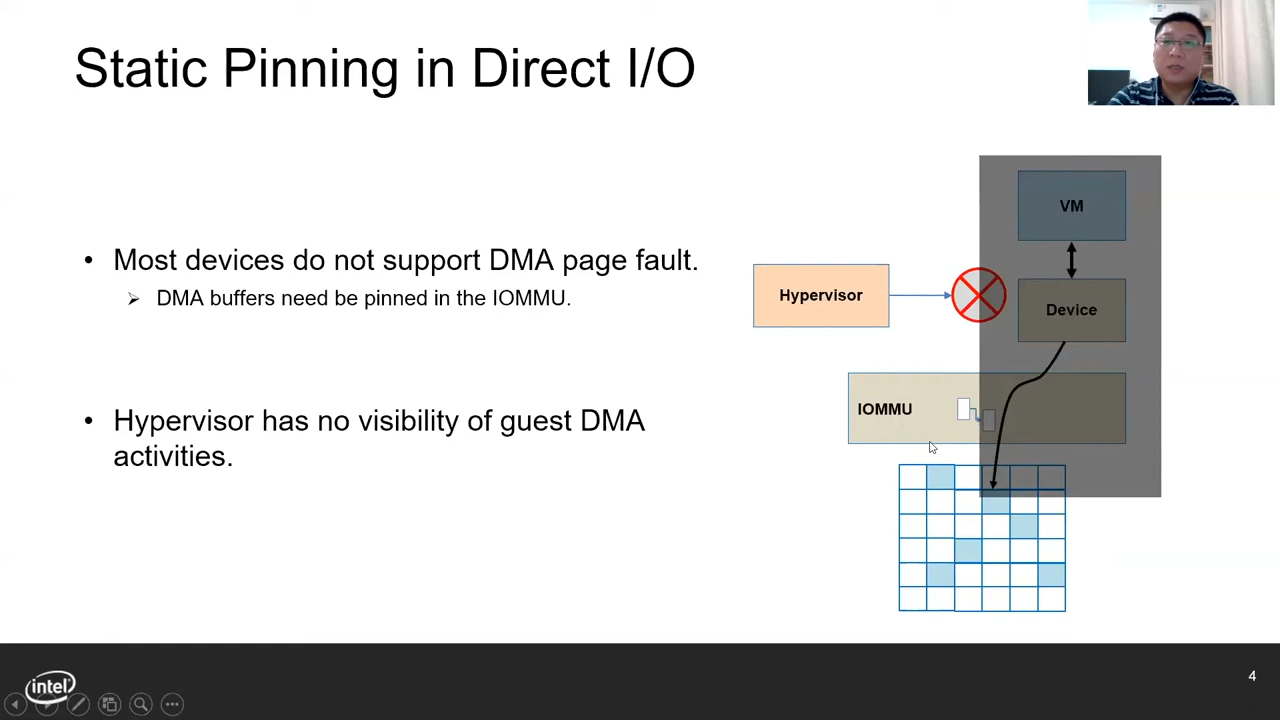 Static Pinning in Direct I/O
• Most devices do not support DMA page fault.
➢ DMA buffers need be pinned in the IOMMU.
• Hypervisor has no visibility of guest DMA
activities.
VM
Hypervisor
Device
IOMMU
intel
4